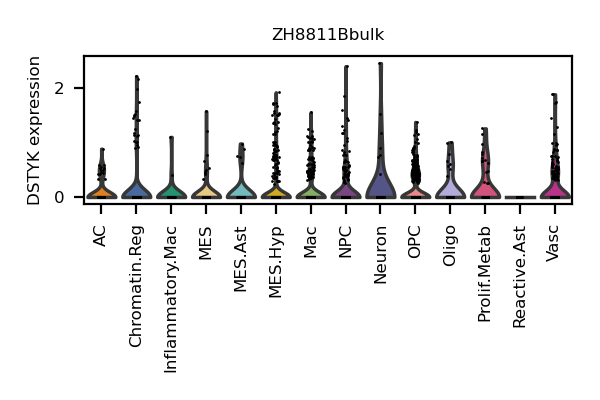 ZH8811Bbulk
DSTYK expression
2
0
AC
Chromatin.Reg
Inflammatory.Mac
MES
MES.Ast
MES.Hyp
Mac
NPC
Neuron
OPC
Oligo
Prolif.Metab
Reactive.Ast
Vasc